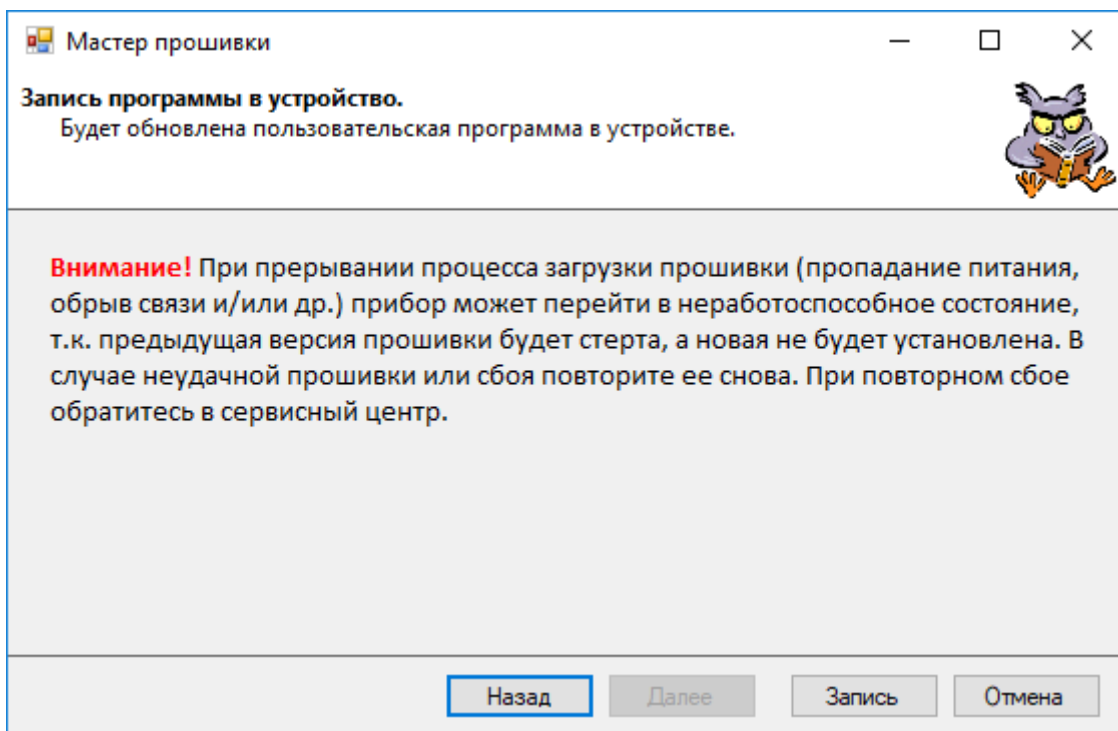 Мастер прошивки
Запись программы в устройство.
Будет обновлена пользовательская программа в устройстве.
Внимание! При прерывании процесса загрузки прошивки (пропадание питания,
обрыв связи и/или др.) прибор может перейти в неработоспособное состояние,
т.к. предыдущая версия прошивки будет стерта, а новая не будет установлена. В
случае неудачной прошивки или сбоя повторите ее снова. При повторном сбое
обратитесь в сервисный центр.
Назад Далее Запись Отмена